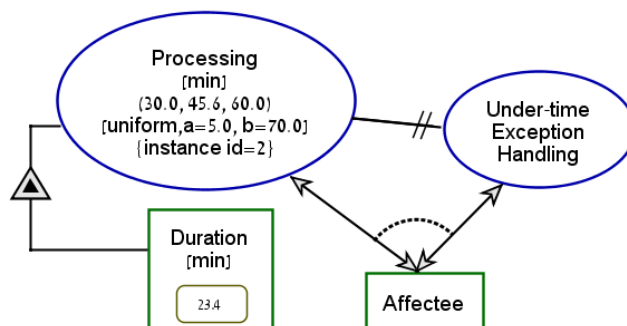 Processing
[min]
(30.0, 45.6, 60.0)
[uniform,a=5.0, b=70.0]
{instance id=2}
Under-time
Exception
Handling
Duration
[min]
23.4
Affectee